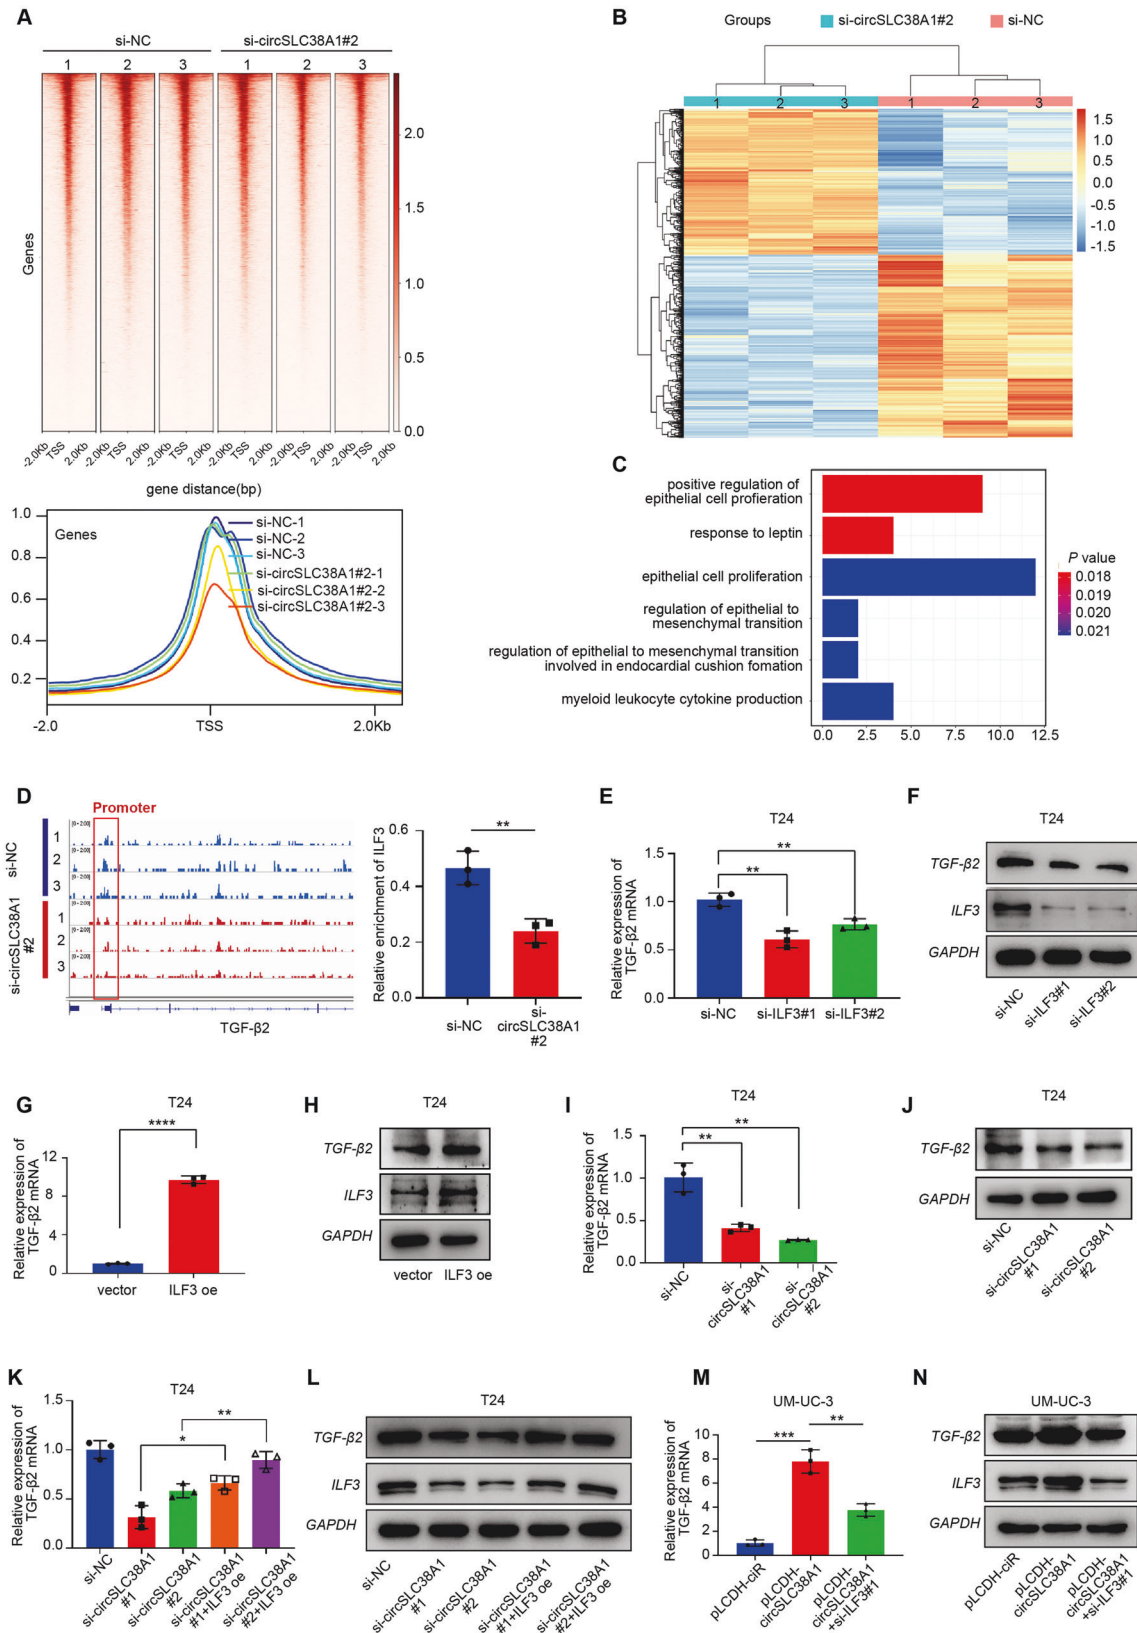 A
si-NC
si-circSLC38A1#2
1 2 3 1 2 3
Genes
2.0
1.5
1.0
0.5
0.0
-2.0Kb TSS 2.0Kb -2.0Kb TSS 2.0Kb -2.0Kb TSS 2.0Kb -2.0Kb TSS 2.0Kb -2.0Kb TSS 2.0Kb -2.0Kb TSS 2.0Kb
gene distance(bp)
Genes
1.0
0.8
0.6
0.4
0.2
si-NC-1
si-NC-2
si-NC-3
si-circSLC38A1#2-1
si-circSLC38A1#2-2
si-circSLC38A1#2-3
-2.0 TSS 2.0Kb
B
Groups si-circSLC38A1#2 si-NC
1 2 3 1 2 3
1.5
1.0
0.5
0.0
-0.5
-1.0
-1.5
C
positive regulation of
epithelial cell profieration
response to leptin
epithelial cell proliferation
regulation of epithelial to
mesenchymal transition
regulation of epithelial to mesenchymal transition
involved in endocardial cushion fomation
myeloid leukocyte cytokine production
0.0 2.5 5.0 7.5 10.0 12.5
P value
0.018
0.019
0.020
0.021
D
Promoter
si-NC
1 [0-200]
2 [0-200]
3 [0-200]
si-circSLC38A1
#2
1 [0-200]
2 [0-200]
3 [0-200]
TGF-β2
Relative enrichment of ILF3
0.6
0.4
0.2
0.0
**
si-NC
si-
circSLC38A1
#2
E
T24
Relative expression of
TGF-β2 mRNA
1.5
1.0
0.5
0.0
**
**
si-NC si-ILF3#1 si-ILF3#2
F
T24
TGF-β2
ILF3
GAPDH
si-NC si-ILF3#1 si-ILF3#2
G
T24
Relative expression of
TGF-β2 mRNA
12
8
4
0
****
vector ILF3 oe
H
T24
TGF-β2
ILF3
GAPDH
vector ILF3 oe
I
T24
Relative expression of
TGF-β2 mRNA
1.5
1.0
0.5
0.0
**
**
si-NC
si-
circSLC38A1
#1
si-
circSLC38A1
#2
J
T24
TGF-β2
GAPDH
si-NC
si-circSLC38A1
#1
si-circSLC38A1
#2
K
T24
Relative expression of
TGF-β2 mRNA
1.5
1.0
0.5
0.0
**
*
si-NC
si-circSLC38A1
#1
si-circSLC38A1
#2
si-circSLC38A1
#1+ILF3 oe
si-circSLC38A1
#2+ILF3 oe
L
T24
TGF-β2
ILF3
GAPDH
si-NC
si-circSLC38A1
#1
si-circSLC38A1
#2
si-circSLC38A1
#1+ILF3 oe
si-circSLC38A1
#2+ILF3 oe
M
UM-UC-3
Relative expression of
TGF-β2 mRNA
10
8
6
4
2
0
***
**
pLCDH-ciR
pLCDH-
circSLC38A1
pLCDH-
circSLC38A1
+si-ILF3#1
N
UM-UC-3
TGF-β2
ILF3
GAPDH
pLCDH-ciR
pLCDH-
circSLC38A1
pLCDH-
circSLC38A1
+si-ILF3#1